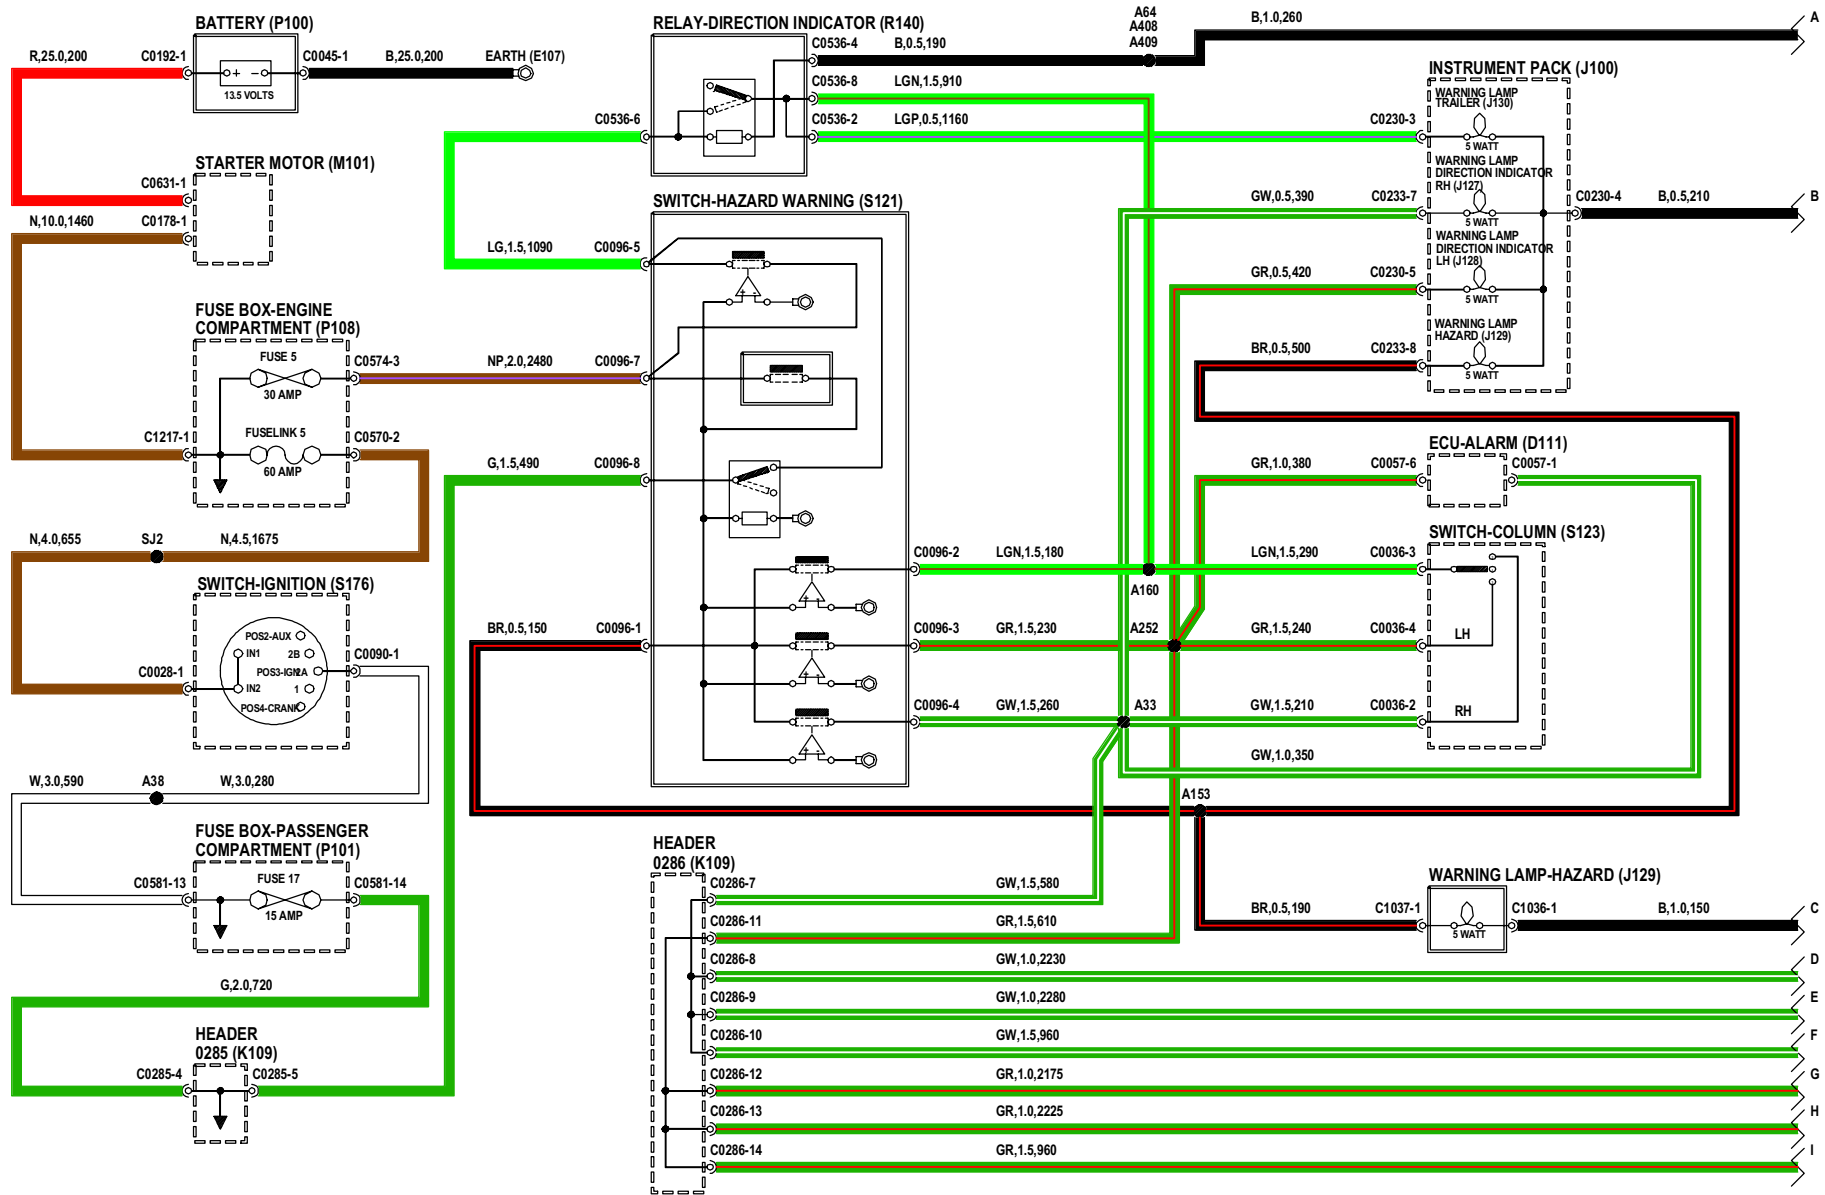 BATTERY (P100)
R,25.0,200
C0192-1
C0045-1
B,25.0,200
EARTH (E107)
13.5 VOLTS
STARTER MOTOR (M101)
C0631-1
N,10.0,1460
C0178-1
FUSE BOX-ENGINE
COMPARTMENT (P108)
FUSE 5
C0574-3
NP,2.0,2480
C0096-7
30 AMP
C1217-1
FUSELINK 5
C0570-2
60 AMP
N,4.0,655
SJ2
N,4.5,1675
SWITCH-IGNITION (S176)
POS2-AUX
IN1
2B
C0090-1
POS3-IGN
2A
C0028-1
IN2
1
POS4-CRANK
W,3.0,590
A38
W,3.0,280
FUSE BOX-PASSENGER
COMPARTMENT (P101)
C0581-13
FUSE 17
C0581-14
15 AMP
G,2.0,720
HEADER
0285 (K109)
C0285-4
C0285-5
RELAY-DIRECTION INDICATOR (R140)
C0536-4
B,0.5,190
A64
A408
A409
B,1.0,260
A
C0536-8
LGN,1.5,910
C0536-6
C0536-2
LGP,0.5,1160
C0230-3
SWITCH-HAZARD WARNING (S121)
LG,1.5,1090
C0096-5
G,1.5,490
C0096-8
BR,0.5,150
C0096-1
C0096-2
LGN,1.5,180
A160
LGN,1.5,290
C0036-3
C0096-3
GR,1.5,230
A252
GR,1.5,240
C0036-4
C0096-4
GW,1.5,260
A33
GW,1.5,210
C0036-2
GW,1.0,350
INSTRUMENT PACK (J100)
WARNING LAMP
TRAILER (J130)
5 WATT
WARNING LAMP
DIRECTION INDICATOR
RH (J127)
5 WATT
GW,0.5,390
C0233-7
C0230-4
B,0.5,210
B
WARNING LAMP
DIRECTION INDICATOR
LH (J128)
5 WATT
GR,0.5,420
C0230-5
WARNING LAMP
HAZARD (J129)
5 WATT
BR,0.5,500
C0233-8
ECU-ALARM (D111)
GR,1.0,380
C0057-6
C0057-1
SWITCH-COLUMN (S123)
LH
RH
A153
WARNING LAMP-HAZARD (J129)
BR,0.5,190
C1037-1
5 WATT
C1036-1
B,1.0,150
C
HEADER
0286 (K109)
C0286-7
GW,1.5,580
C0286-11
GR,1.5,610
C0286-8
GW,1.0,2230
D
C0286-9
GW,1.0,2280
E
C0286-10
GW,1.5,960
F
C0286-12
GR,1.0,2175
G
C0286-13
GR,1.0,2225
H
C0286-14
GR,1.5,960
I